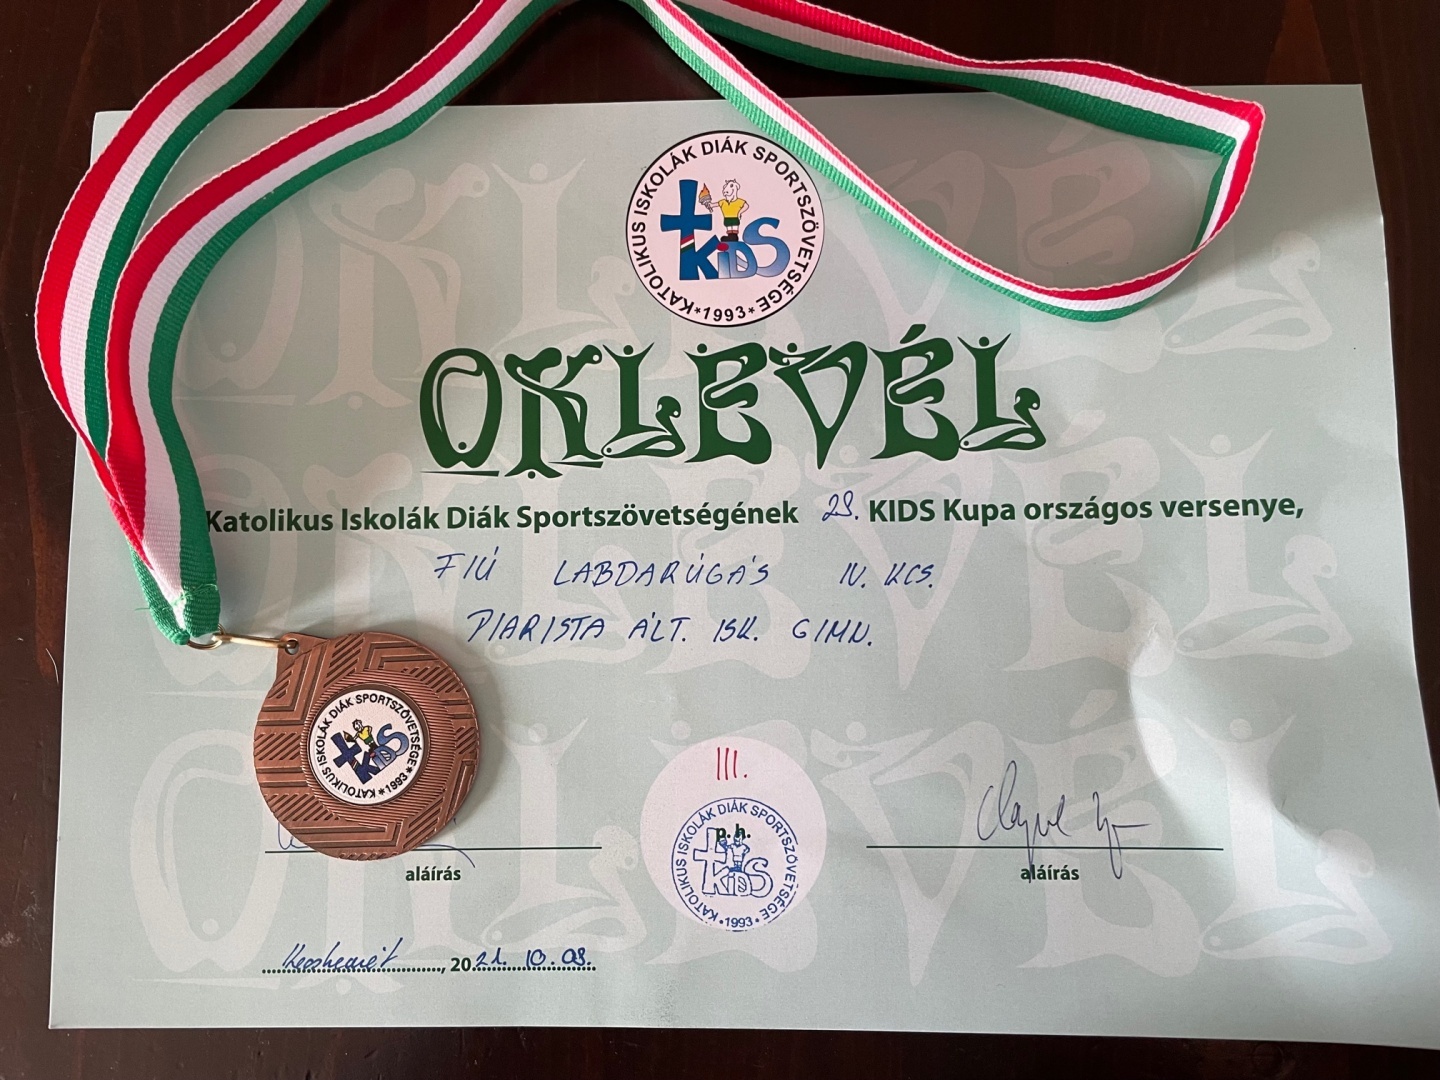 KATOLIKUS ISKOLÁK DIÁK SPORTSZÖVETSÉGE
KIDS
*1993*
OKLEVÉL
Katolikus Iskolák Diák Sportszövetségének 29. KIDS Kupa országos versenye,
FIÚ LABDARÚGÁS IV. KCS.
PIARISTA ÁLT. ISK. GIMN.
KATOLIKUS ISKOLÁK DIÁK SPORTSZÖVETSÉGE
KIDS
*1993*
III.
p. h.
KATOLIKUS ISKOLÁK DIÁK SPORTSZÖVETSÉGE
KIDS
•1993•
aláírás
aláírás
Kecskemét, 2021. 10. 08.